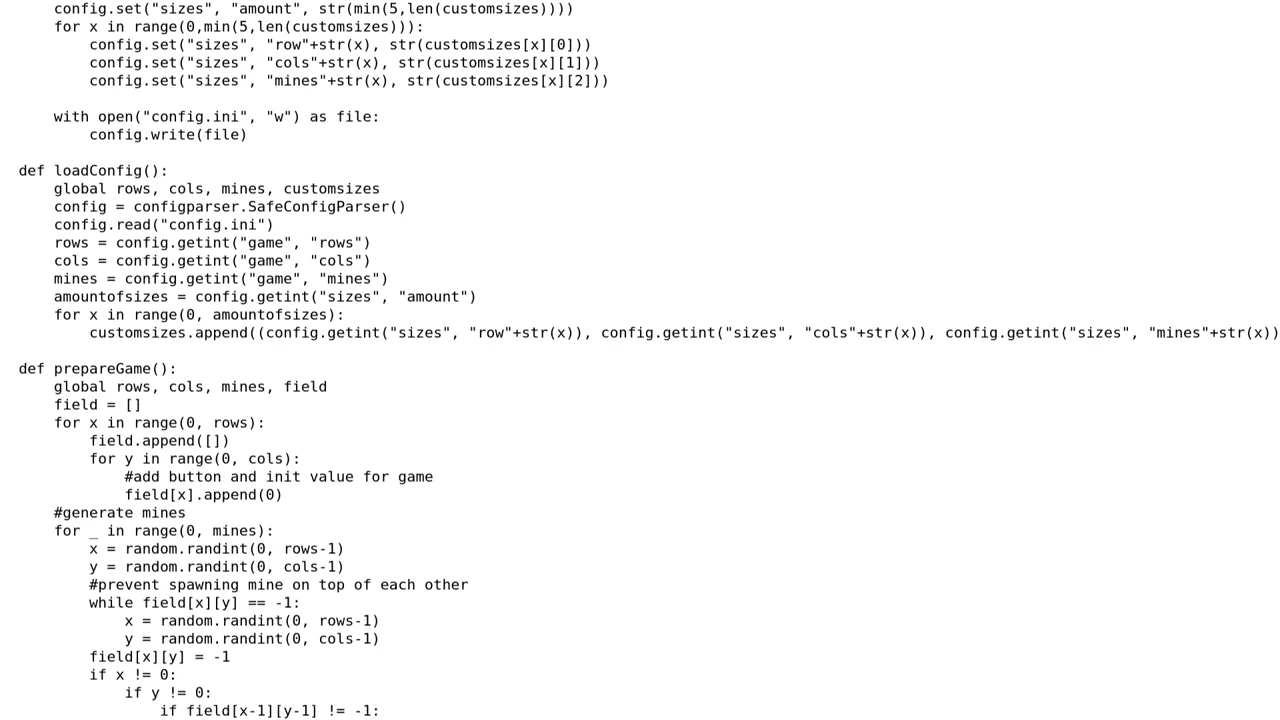 config.set("sizes", "amount", str(min(5,len(customsizes))))
    for x in range(0,min(5,len(customsizes))):
        config.set("sizes", "row"+str(x), str(customsizes[x][0]))
        config.set("sizes", "cols"+str(x), str(customsizes[x][1]))
        config.set("sizes", "mines"+str(x), str(customsizes[x][2]))

    with open("config.ini", "w") as file:
        config.write(file)

def loadConfig():
    global rows, cols, mines, customsizes
    config = configparser.SafeConfigParser()
    config.read("config.ini")
    rows = config.getint("game", "rows")
    cols = config.getint("game", "cols")
    mines = config.getint("game", "mines")
    amountofsizes = config.getint("sizes", "amount")
    for x in range(0, amountofsizes):
        customsizes.append((config.getint("sizes", "row"+str(x)), config.getint("sizes", "cols"+str(x)), config.getint("sizes", "mines"+str(x))

def prepareGame():
    global rows, cols, mines, field
    field = []
    for x in range(0, rows):
        field.append([])
        for y in range(0, cols):
            #add button and init value for game
            field[x].append(0)
    #generate mines
    for _ in range(0, mines):
        x = random.randint(0, rows-1)
        y = random.randint(0, cols-1)
        #prevent spawning mine on top of each other
        while field[x][y] == -1:
            x = random.randint(0, rows-1)
            y = random.randint(0, cols-1)
        field[x][y] = -1
        if x != 0:
            if y != 0:
                if field[x-1][y-1] != -1: